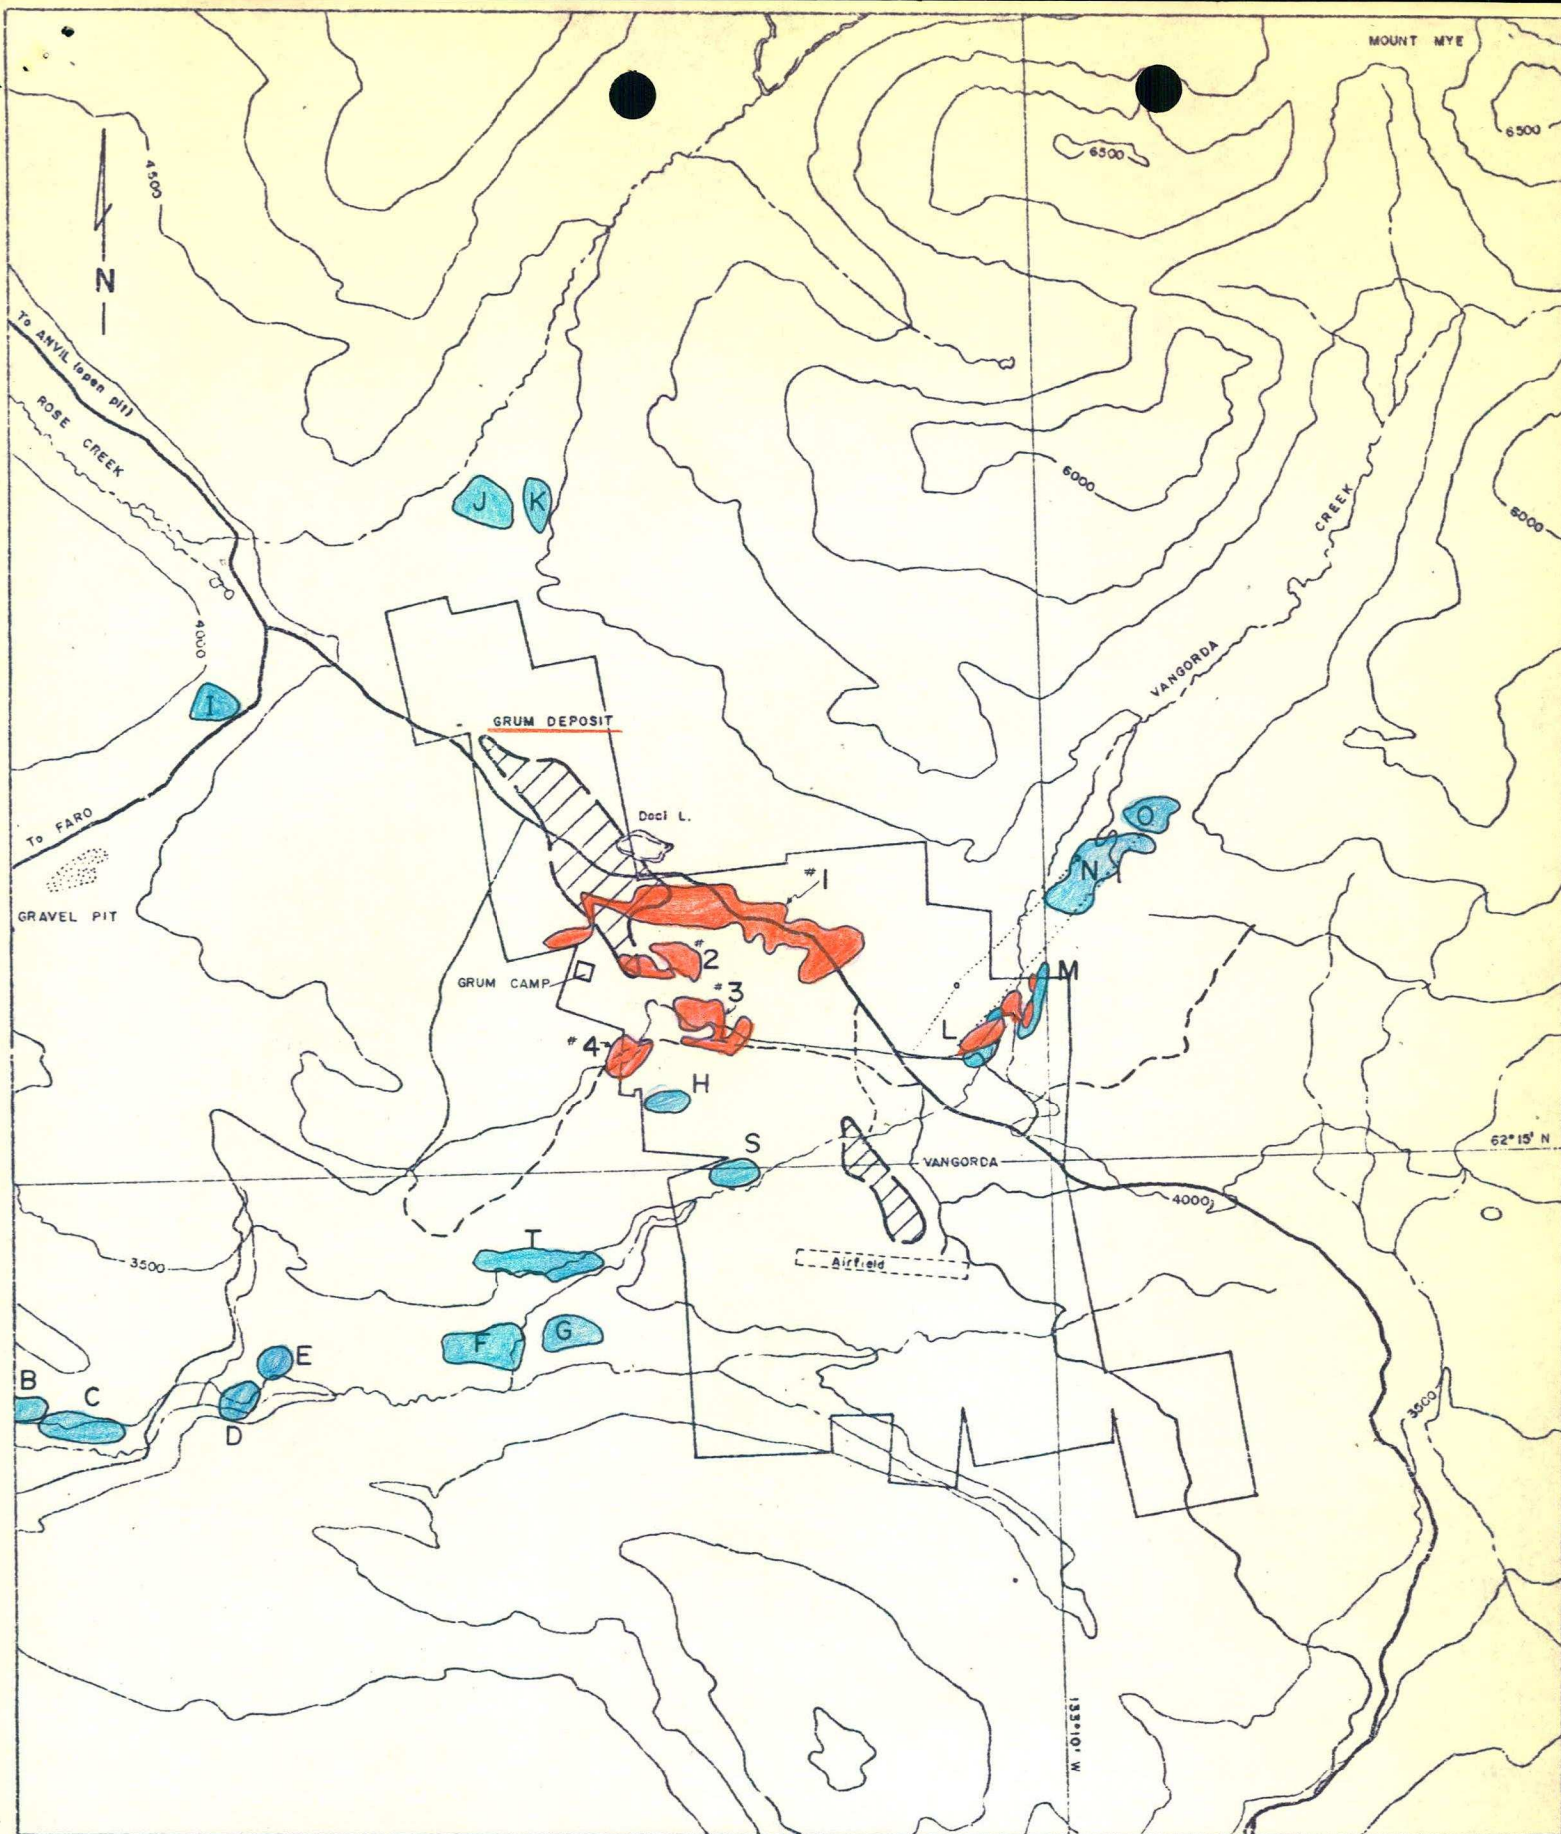 MOUNT MYE
6500
6500
4500
N
To ANVIL (open pit)
ROSE CREEK
6000
6000
CREEK
VANGORDA
J
K
4000
I
GRUM DEPOSIT
To FARO
Doci L.
GRAVEL PIT
O
N
#1
#2
GRUM CAMP
M
#3
L
#4
H
S
62°15' N
VANGORDA
4000
T
3500
Airfield
F
G
E
B
C
D
3500
133°10' W